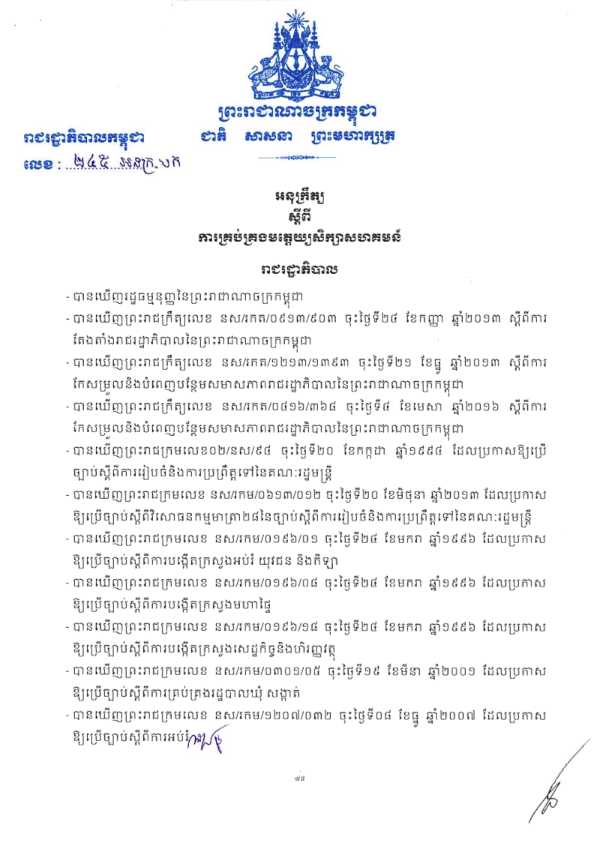 ព្រះរាជាណាចក្រកម្ពុជា
ជាតិ សាសនា ព្រះមហាក្សត្រ
រាជរដ្ឋាភិបាលកម្ពុជា
លេខ : ២៤៥ អនក្រ.បក
អនុក្រឹត្យ
ស្តីពី
ការគ្រប់គ្រងមត្តេយ្យសិក្សាសហគមន៍
រាជរដ្ឋាភិបាល
- បានឃើញរដ្ឋធម្មនុញ្ញនៃព្រះរាជាណាចក្រកម្ពុជា
- បានឃើញព្រះរាជក្រឹត្យលេខ នស/រកត/០៩១៣/៩០៣ ចុះថ្ងៃទី២៤ ខែកញ្ញា ឆ្នាំ២០១៣ ស្តីពីការ
តែងតាំងរាជរដ្ឋាភិបាលនៃព្រះរាជាណាចក្រកម្ពុជា
- បានឃើញព្រះរាជក្រឹត្យលេខ នស/រកត/១២១៣/១៣៩៣ ចុះថ្ងៃទី២១ ខែធ្នូ ឆ្នាំ២០១៣ ស្តីពីការ
កែសម្រួលនិងបំពេញបន្ថែមសមាសភាពរាជរដ្ឋាភិបាលនៃព្រះរាជាណាចក្រកម្ពុជា
- បានឃើញព្រះរាជក្រឹត្យលេខ នស/រកត/០៤១៦/៣៦៨ ចុះថ្ងៃទី៤ ខែមេសា ឆ្នាំ២០១៦ ស្តីពីការ
កែសម្រួលនិងបំពេញបន្ថែមសមាសភាពរាជរដ្ឋាភិបាលនៃព្រះរាជាណាចក្រកម្ពុជា
- បានឃើញព្រះរាជក្រមលេខ០២/នស/៩៤ ចុះថ្ងៃទី២០ ខែកក្កដា ឆ្នាំ១៩៩៤ ដែលប្រកាសឱ្យប្រើ
ច្បាប់ស្តីពីការរៀបចំនិងការប្រព្រឹត្តទៅនៃគណៈរដ្ឋមន្ត្រី
- បានឃើញព្រះរាជក្រមលេខ នស/រកម/០៦១៣/០១២ ចុះថ្ងៃទី២០ ខែមិថុនា ឆ្នាំ២០១៣ ដែលប្រកាស
ឱ្យប្រើច្បាប់ស្តីពីវិសោធនកម្មមាត្រា២៨នៃច្បាប់ស្តីពីការរៀបចំនិងការប្រព្រឹត្តទៅនៃគណៈរដ្ឋមន្ត្រី
- បានឃើញព្រះរាជក្រមលេខ នស/រកម/០១៩៦/០១ ចុះថ្ងៃទី២៤ ខែមករា ឆ្នាំ១៩៩៦ ដែលប្រកាស
ឱ្យប្រើច្បាប់ស្តីពីការបង្កើតក្រសួងអប់រំ យុវជន និងកីឡា
- បានឃើញព្រះរាជក្រមលេខ នស/រកម/០១៩៦/០៨ ចុះថ្ងៃទី២៤ ខែមករា ឆ្នាំ១៩៩៦ ដែលប្រកាស
ឱ្យប្រើច្បាប់ស្តីពីការបង្កើតក្រសួងមហាផ្ទៃ
- បានឃើញព្រះរាជក្រមលេខ នស/រកម/០១៩៦/១៨ ចុះថ្ងៃទី២៤ ខែមករា ឆ្នាំ១៩៩៦ ដែលប្រកាស
ឱ្យប្រើច្បាប់ស្តីពីការបង្កើតក្រសួងសេដ្ឋកិច្ចនិងហិរញ្ញវត្ថុ
- បានឃើញព្រះរាជក្រមលេខ នស/រកម/០៣០១/០៥ ចុះថ្ងៃទី១៩ ខែមីនា ឆ្នាំ២០០១ ដែលប្រកាស
ឱ្យប្រើច្បាប់ស្តីពីការគ្រប់គ្រងរដ្ឋបាលឃុំ សង្កាត់
- បានឃើញព្រះរាជក្រមលេខ នស/រកម/១២០៧/០៣២ ចុះថ្ងៃទី០៨ ខែធ្នូ ឆ្នាំ២០០៧ ដែលប្រកាស
ឱ្យប្រើច្បាប់ស្តីពីការអប់រំ